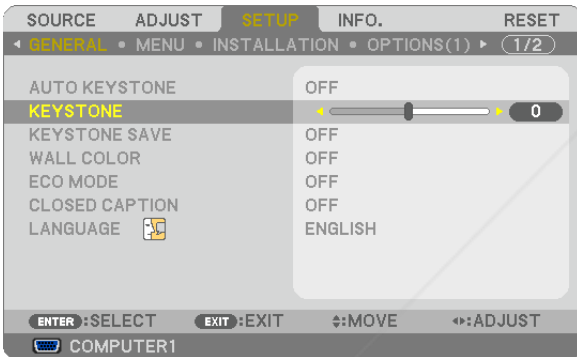 SOURCE ADJUST SETUP INFO. RESET
GENERAL • MENU • INSTALLATION • OPTIONS(1) (1/2)
AUTO KEYSTONE OFF
KEYSTONE 0
KEYSTONE SAVE OFF
WALL COLOR OFF
ECO MODE OFF
CLOSED CAPTION OFF
LANGUAGE ENGLISH
ENTER :SELECT EXIT :EXIT :MOVE :ADJUST
COMPUTER1